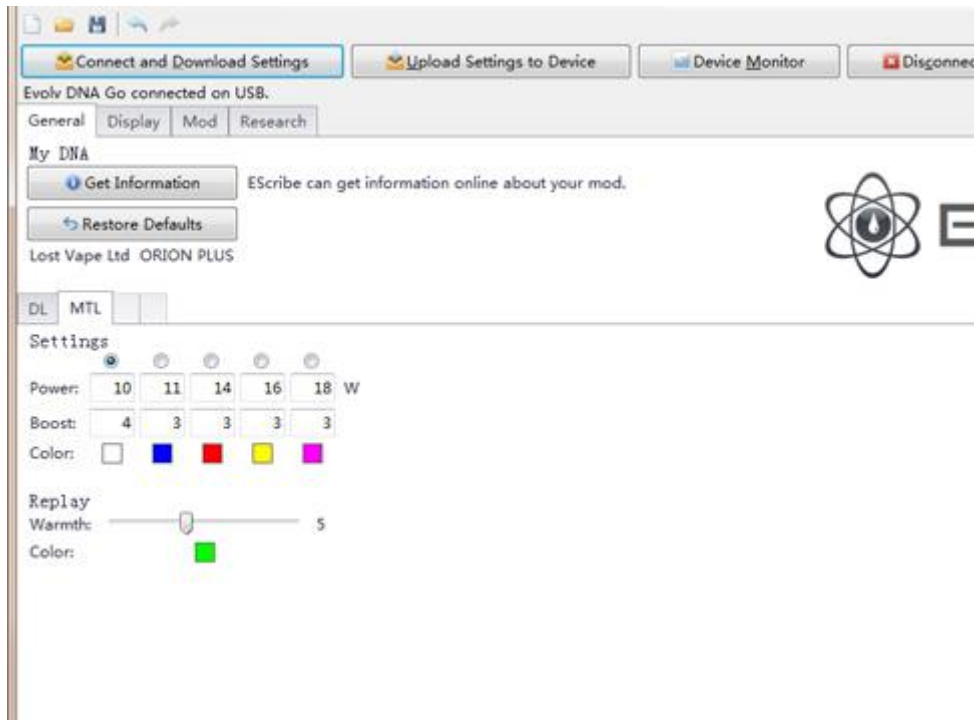 Connect and Download Settings Upload Settings to Device Device Monitor Disconnec
Evolv DNA Go connected on USB.
General Display Mod Research
My DNA
Get Information EScribe can get information online about your mod.
Restore Defaults
Lost Vape Ltd ORION PLUS
E
DL MTL
Settings
Power: 10 11 14 16 18 W
Boost: 4 3 3 3 3
Color:
Replay
Warmth: 5
Color: